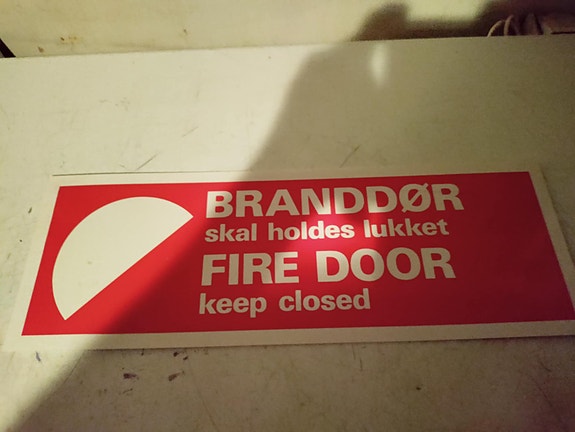 BRANDDØR
skal holdes lukket
FIRE DOOR
keep closed